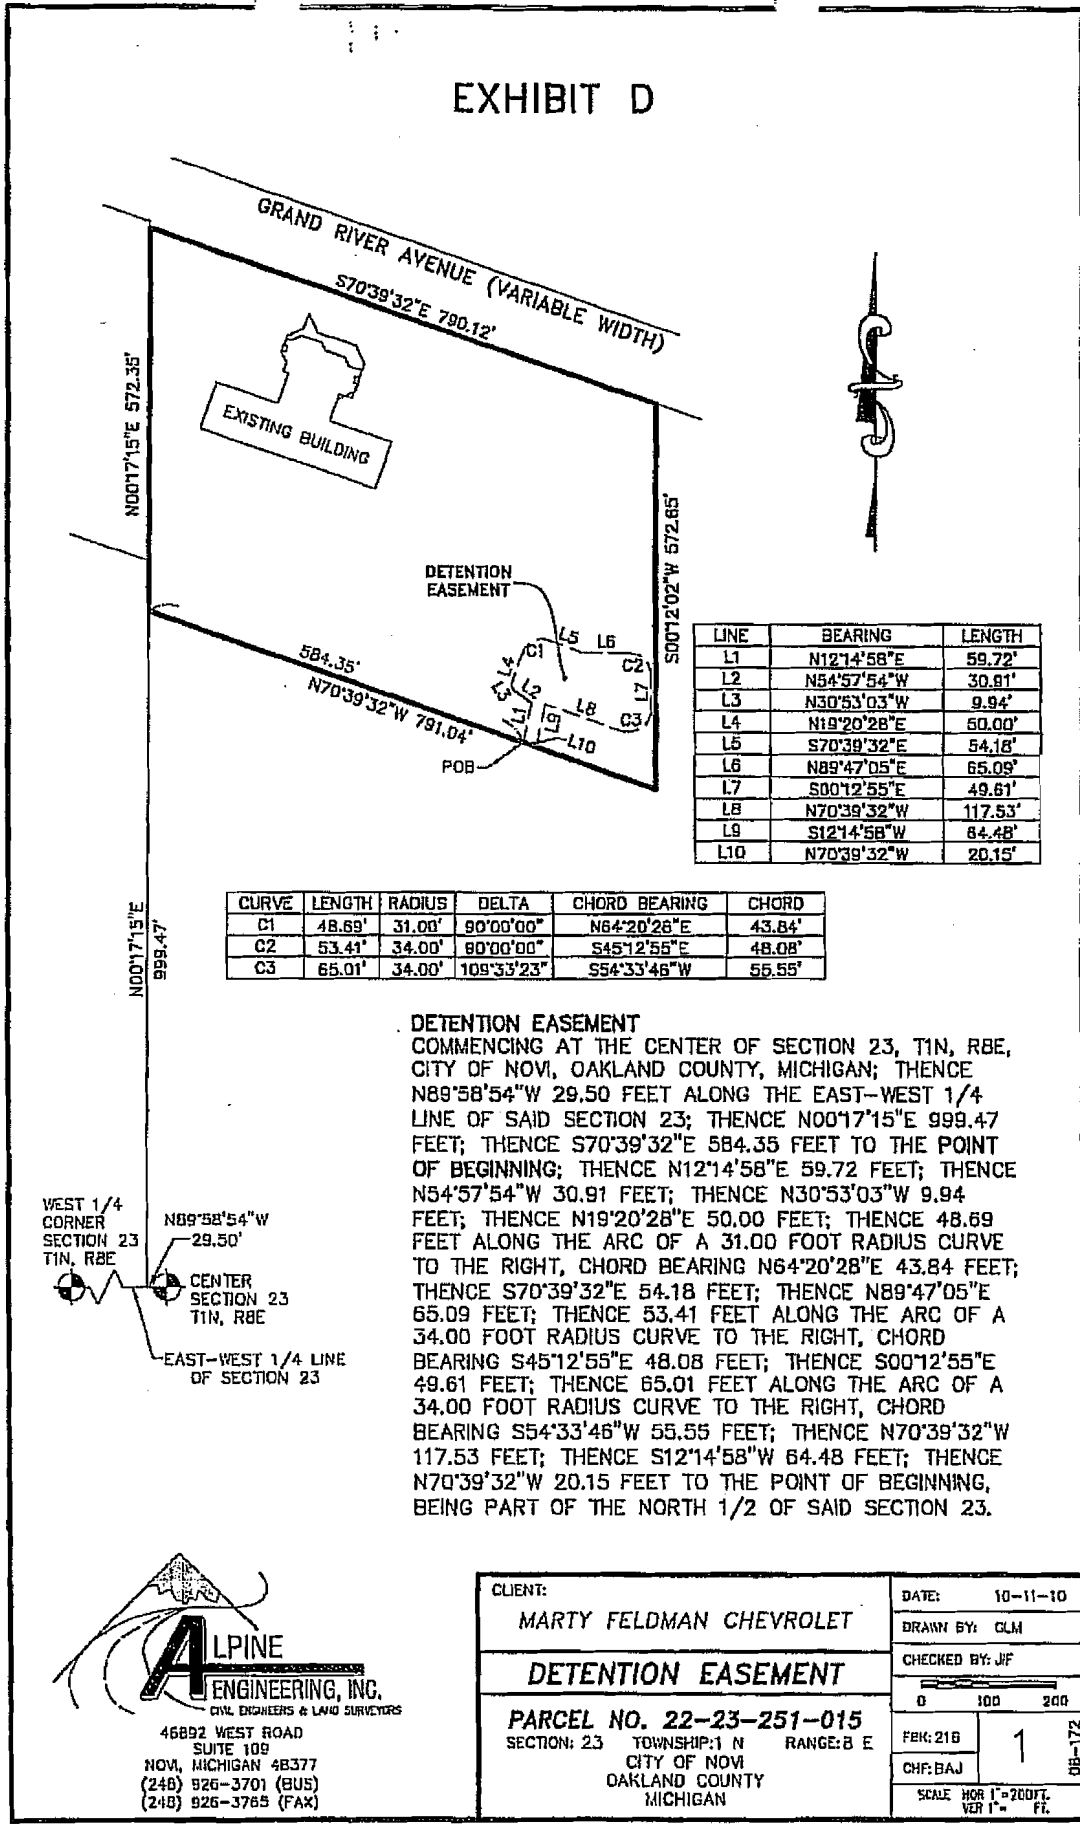 EXHIBIT D
GRAND RIVER AVENUE (VARIABLE WIDTH)
S70°39'32"E 790.12'
N00°17'15"E 572.35'
EXISTING BUILDING
S00°12'02"W 572.65'
DETENTION
EASEMENT
584.35'
N70°39'32"W 791.04'
C1
L5
L6
C2
L4
L3
L2
L7
L8
L1
L9
C3
L10
POB
LINE BEARING LENGTH
L1 N12°14'58"E 59.72'
L2 N54°57'54"W 30.91'
L3 N30°53'03"W 9.94'
L4 N19°20'28"E 50.00'
L5 S70°39'32"E 54.18'
L6 N89°47'05"E 65.09'
L7 S00°12'55"E 49.61'
L8 N70°39'32"W 117.53'
L9 S12°14'58"W 64.48'
L10 N70°39'32"W 20.15'
CURVE LENGTH RADIUS DELTA CHORD BEARING CHORD
C1 48.69' 31.00' 90°00'00" N64°20'28"E 43.84'
C2 53.41' 34.00' 90°00'00" S45°12'55"E 48.08'
C3 65.01' 34.00' 109°33'23" S54°33'46"W 55.55'
N00°17'15"E
999.47'
DETENTION EASEMENT
COMMENCING AT THE CENTER OF SECTION 23, T1N, R8E,
CITY OF NOVI, OAKLAND COUNTY, MICHIGAN; THENCE
N89°58'54"W 29.50 FEET ALONG THE EAST-WEST 1/4
LINE OF SAID SECTION 23; THENCE N00°17'15"E 999.47
FEET; THENCE S70°39'32"E 584.35 FEET TO THE POINT
OF BEGINNING; THENCE N12°14'58"E 59.72 FEET; THENCE
N54°57'54"W 30.91 FEET; THENCE N30°53'03"W 9.94
FEET; THENCE N19°20'28"E 50.00 FEET; THENCE 48.69
FEET ALONG THE ARC OF A 31.00 FOOT RADIUS CURVE
TO THE RIGHT, CHORD BEARING N64°20'28"E 43.84 FEET;
THENCE S70°39'32"E 54.18 FEET; THENCE N89°47'05"E
65.09 FEET; THENCE 53.41 FEET ALONG THE ARC OF A
34.00 FOOT RADIUS CURVE TO THE RIGHT, CHORD
BEARING S45°12'55"E 48.08 FEET; THENCE S00°12'55"E
49.61 FEET; THENCE 65.01 FEET ALONG THE ARC OF A
34.00 FOOT RADIUS CURVE TO THE RIGHT, CHORD
BEARING S54°33'46"W 55.55 FEET; THENCE N70°39'32"W
117.53 FEET; THENCE S12°14'58"W 64.48 FEET; THENCE
N70°39'32"W 20.15 FEET TO THE POINT OF BEGINNING,
BEING PART OF THE NORTH 1/2 OF SAID SECTION 23.
WEST 1/4
CORNER
SECTION 23
T1N, R8E
N89°58'54"W
29.50'
CENTER
SECTION 23
T1N, R8E
EAST-WEST 1/4 LINE
OF SECTION 23
ALPINE
ENGINEERING, INC.
CIVIL ENGINEERS & LAND SURVEYORS
46892 WEST ROAD
SUITE 109
NOVI, MICHIGAN 48377
(248) 926-3701 (BUS)
(248) 926-3765 (FAX)
CLIENT:
MARTY FELDMAN CHEVROLET
DETENTION EASEMENT
PARCEL NO. 22-23-251-015
SECTION: 23 TOWNSHIP:1 N RANGE:8 E
CITY OF NOVI
OAKLAND COUNTY
MICHIGAN
DATE: 10-11-10
DRAWN BY: GLM
CHECKED BY: JF
0 100 200
FBK: 216
CHF: BAJ
1
08-172
SCALE HOR 1"=200FT.
VER 1"= FT.